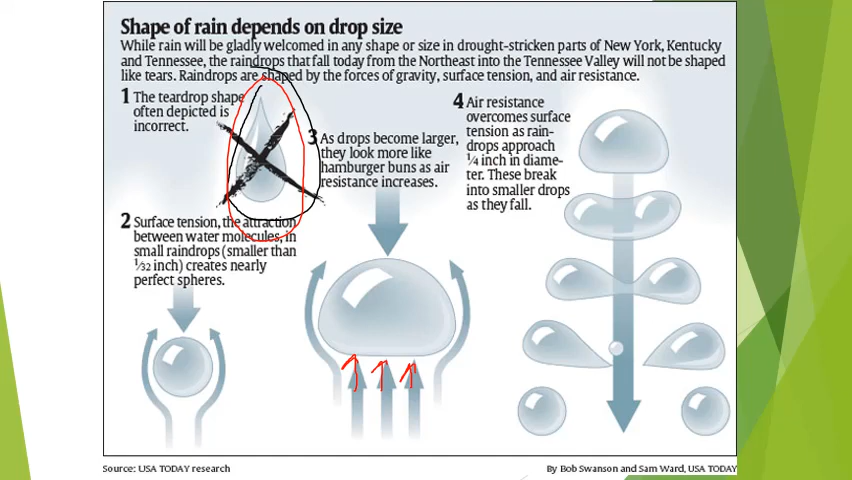 Shape of rain depends on drop size
While rain will be gladly welcomed in any shape or size in drought-stricken parts of New York, Kentucky
and Tennessee, the raindrops that fall today from the Northeast into the Tennessee Valley will not be shaped
like tears. Raindrops are shaped by the forces of gravity, surface tension, and air resistance.
1 The teardrop shape
often depicted is
incorrect.
2 Surface tension, the attraction
between water molecules, in
small raindrops (smaller than
1/32 inch) creates nearly
perfect spheres.
3 As drops become larger,
they look more like
hamburger buns as air
resistance increases.
4 Air resistance
overcomes surface
tension as rain-
drops approach
1/4 inch in diame-
ter. These break
into smaller drops
as they fall.
Source: USA TODAY research
By Bob Swanson and Sam Ward, USA TODAY